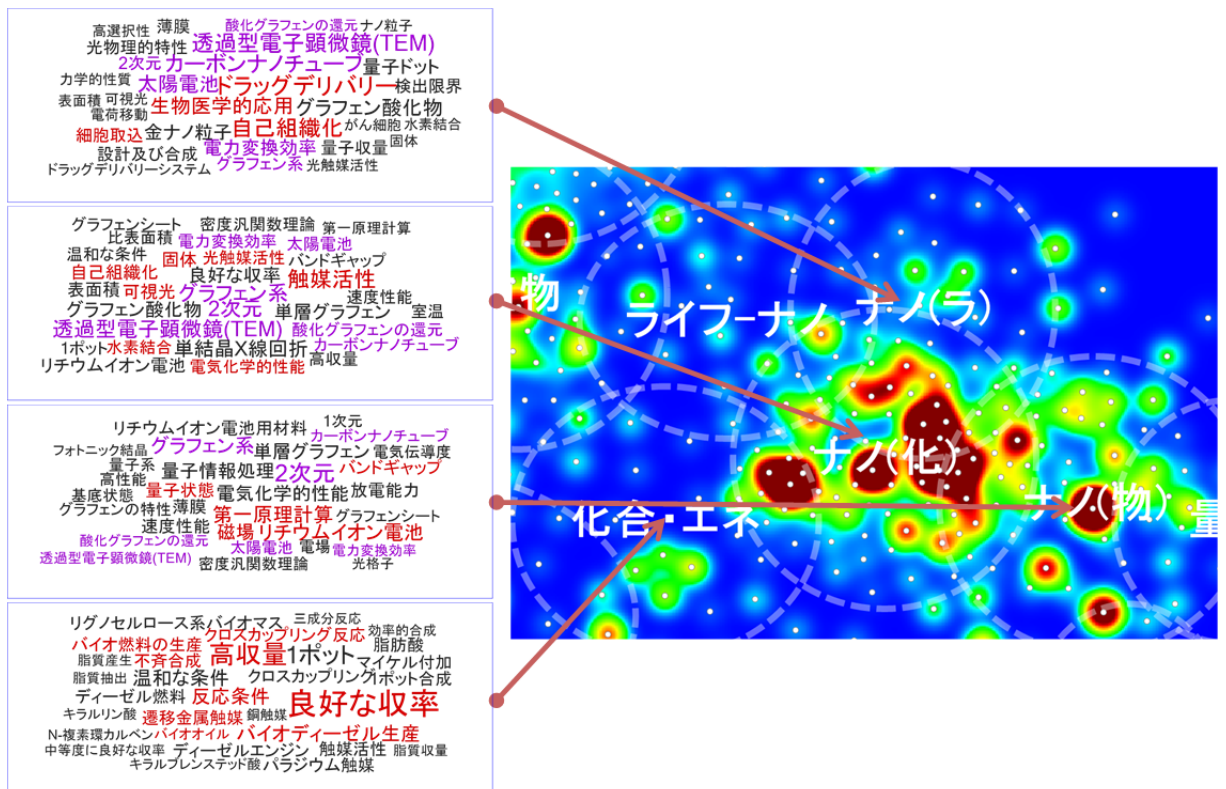 高選択性 薄膜 酸化グラフェンの還元 ナノ粒子
光物理的特性 透過型電子顕微鏡(TEM)
2次元 カーボンナノチューブ 量子ドット
力学的性質 太陽電池 ドラッグデリバリー 検出限界
表面積 可視光 生物医学的応用 グラフェン酸化物
電荷移動
細胞取込 金ナノ粒子 自己組織化 がん細胞 水素結合
設計及び合成 電力変換効率 量子収量 固体
ドラッグデリバリーシステム グラフェン系 光触媒活性
グラフェンシート 密度汎関数理論 第一原理計算
比表面積 電力変換効率 太陽電池
温和な条件 固体 光触媒活性 バンドギャップ
自己組織化 良好な収率 触媒活性
表面積 可視光 グラフェン系 速度性能
グラフェン酸化物 2次元 単層グラフェン 室温
透過型電子顕微鏡(TEM) 酸化グラフェンの還元
1ポット 水素結合 単結晶X線回折 カーボンナノチューブ
リチウムイオン電池 電気化学的性能 高収量
リチウムイオン電池用材料 1次元
フォトニック結晶 グラフェン系 単層グラフェン カーボンナノチューブ 電気伝導度
量子系 量子情報処理 2次元 バンドギャップ
高性能
基底状態 量子状態 電気化学的性能 放電能力
グラフェンの特性 薄膜 第一原理計算 グラフェンシート
速度性能 磁場 リチウムイオン電池
酸化グラフェンの還元 太陽電池 電場 電力変換効率
透過型電子顕微鏡(TEM) 密度汎関数理論 光格子
リグノセルロース系バイオマス 三成分反応
バイオ燃料の生産 クロスカップリング反応 効率的合成
脂質産生 不斉合成 高収量 1ポット 脂肪酸 マイケル付加
脂質抽出 温和な条件 クロスカップリング 1ポット合成
ディーゼル燃料 反応条件 良好な収率
キラルリン酸 遷移金属触媒 銅触媒
N-複素環カルベン バイオオイル バイオディーゼル生産
中等度に良好な収率 ディーゼルエンジン 触媒活性 脂質収量
キラルブレンステッド酸 パラジウム触媒
物
ライフ−ナノ ナノ(ラ)
ナノ(化)
化合・エネ ナノ(物) 量